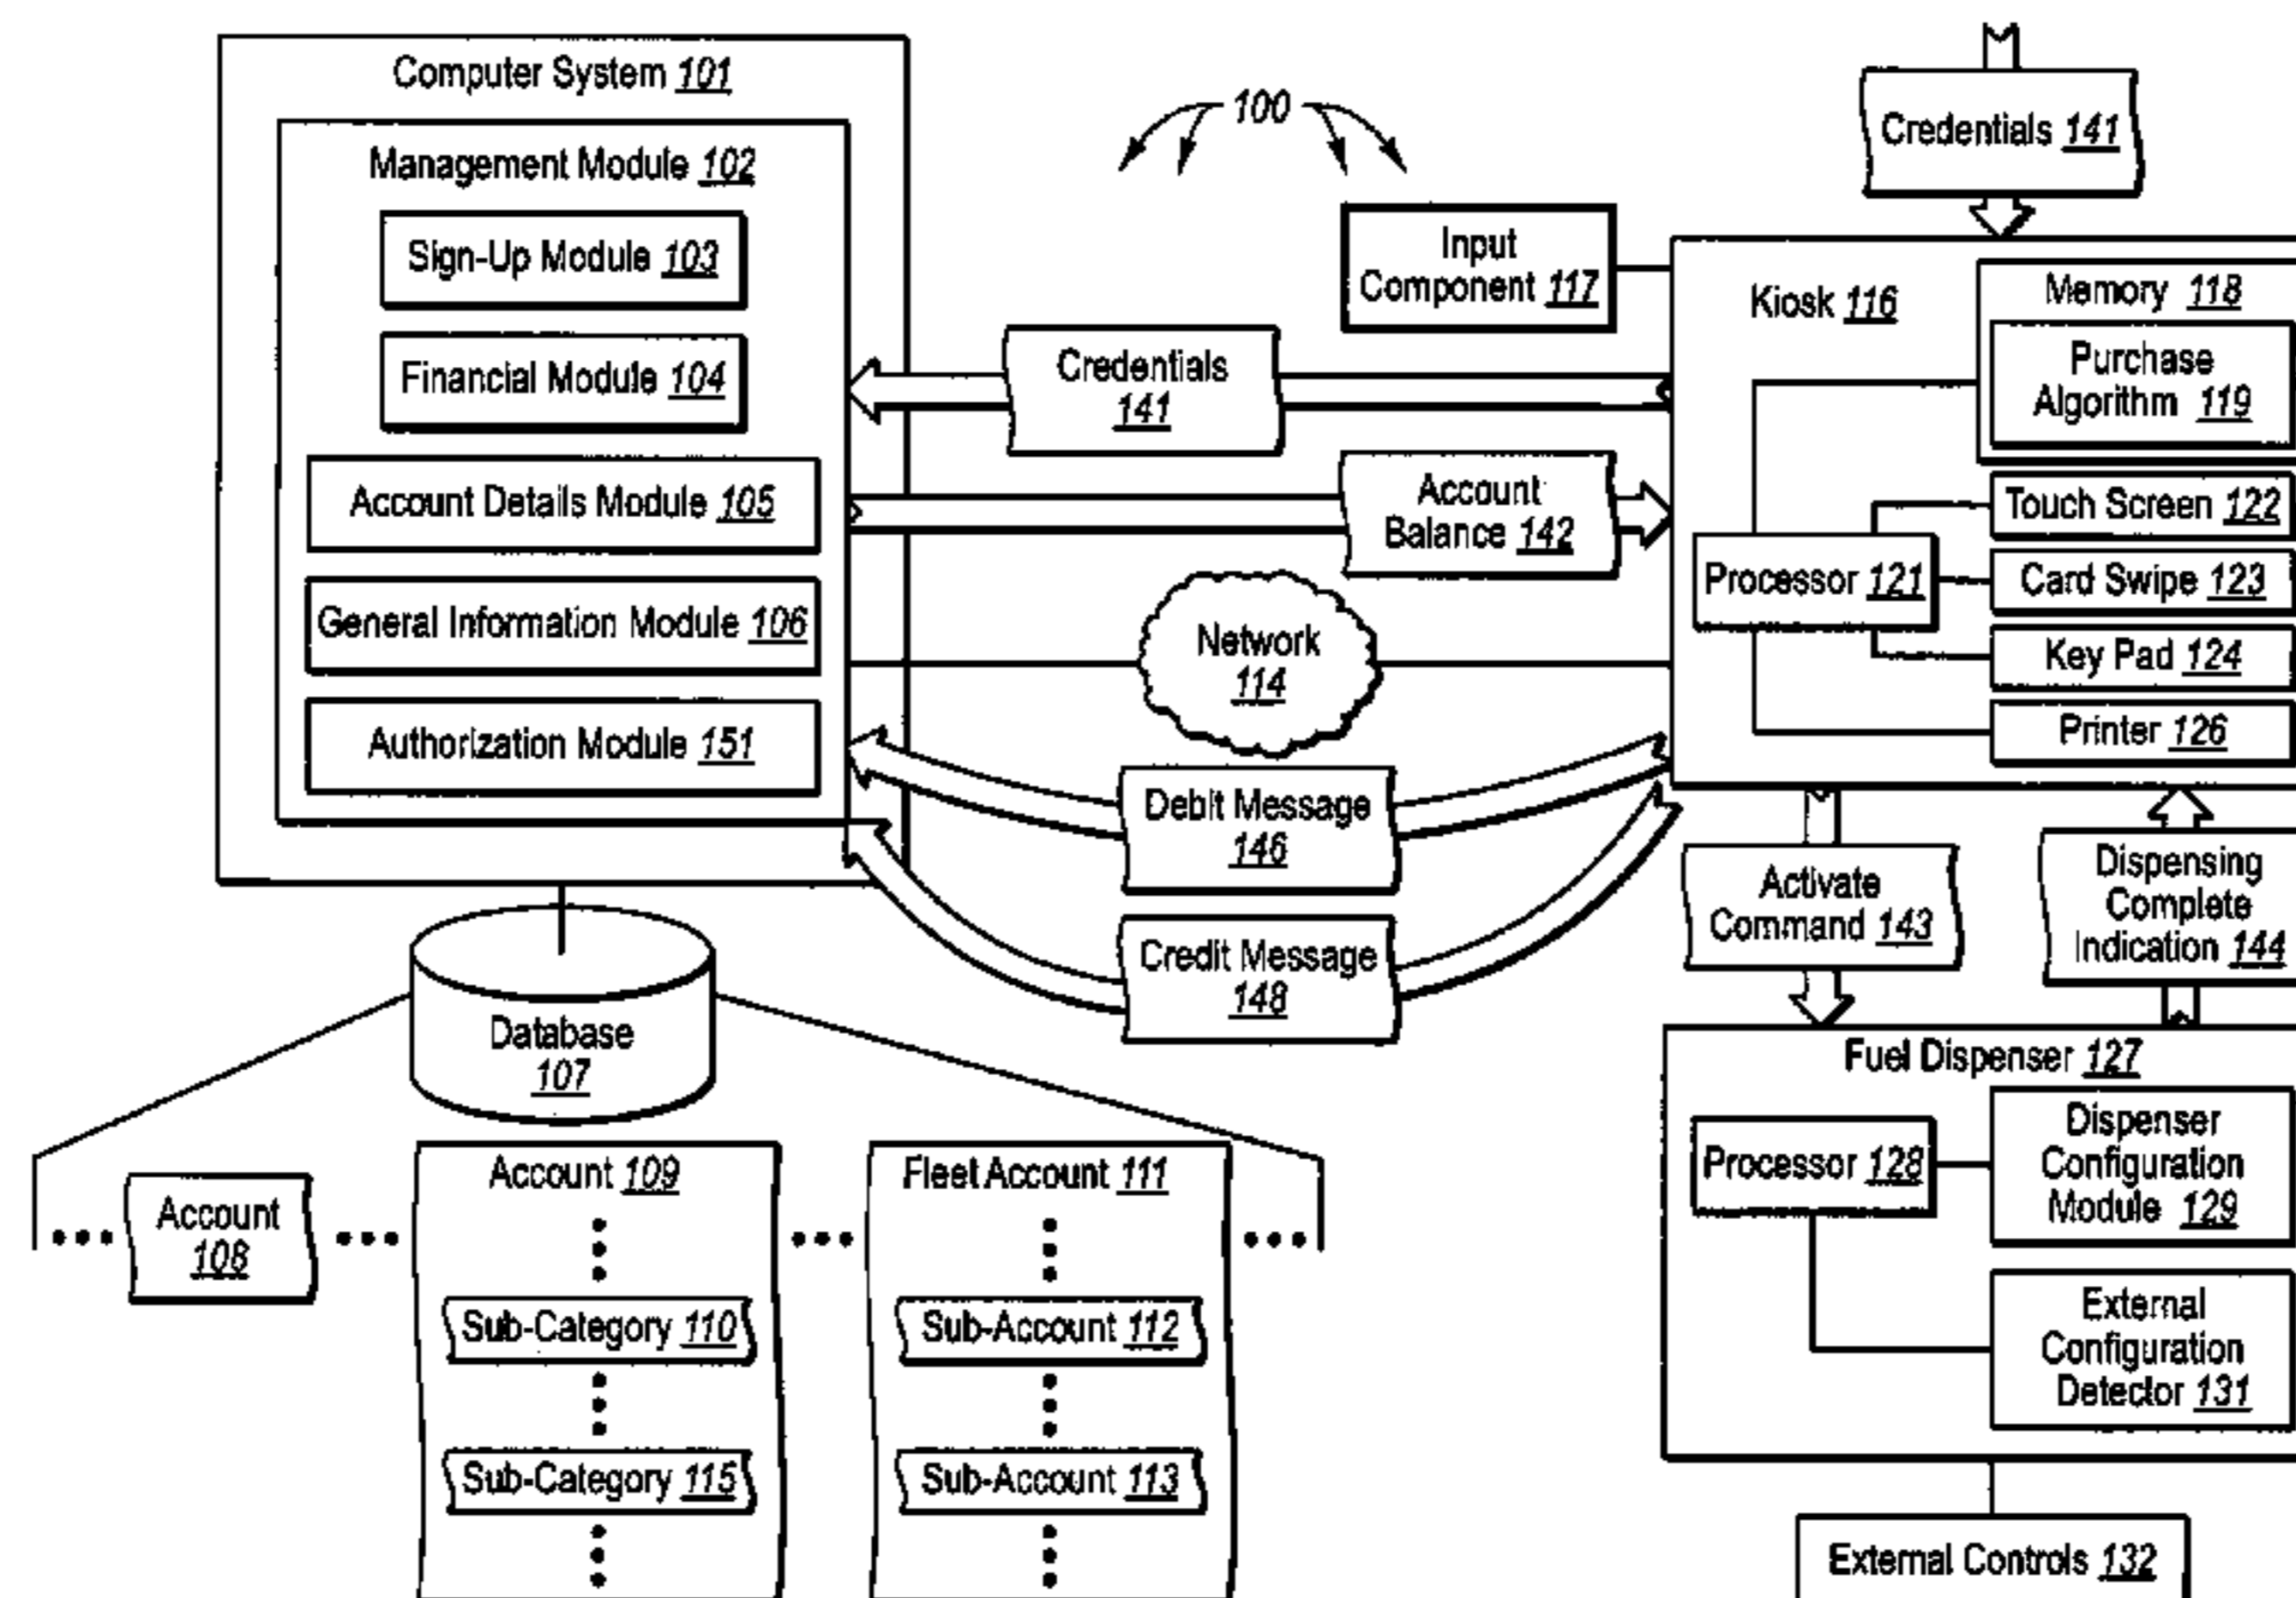 Computer System 101
Management Module 102
Sign-Up Module 103
Financial Module 104
Account Details Module 105
General Information Module 106
Authorization Module 151
100
Input
Component 117
Credentials
141
Account
Balance 142
Network
114
Debit Message
146
Credit Message
148
Credentials 141
Kiosk 116
Memory 118
Purchase
Algorithm 119
Processor 121
Touch Screen 122
Card Swipe 123
Key Pad 124
Printer 126
Activate
Command 143
Dispensing
Complete
Indication 144
Fuel Dispenser 127
Processor 128
Dispenser
Configuration
Module 129
External
Configuration
Detector 131
External Controls 132
Database
107
Account
108
Account 109
Sub-Category 110
Sub-Category 115
Fleet Account 111
Sub-Account 112
Sub-Account 113